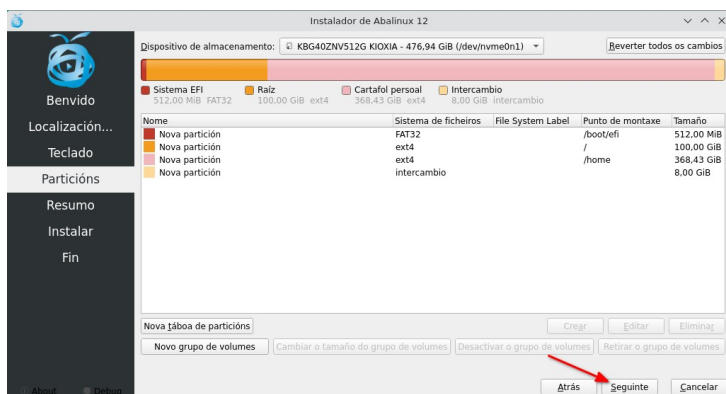 Instalador de Abalinux 12
Benvido
Localización...
Teclado
Particións
Resumo
Instalar
Fin
About
Debug
Dispositivo de almacenamento: KBG40ZNV512G KIOXIA - 476,94 GiB (/dev/nvme0n1)
Reverter todos os cambios
Sistema EFI Raíz Cartafol persoal Intercambio
512,00 MiB FAT32 100,00 GiB ext4 368,43 GiB ext4 8,00 GiB intercambio
Nome Sistema de ficheiros File System Label Punto de montaxe Tamaño
Nova partición FAT32 /boot/efi 512,00 MiB
Nova partición ext4 / 100,00 GiB
Nova partición ext4 /home 368,43 GiB
Nova partición intercambio 8,00 GiB
Nova táboa de particións Crear Editar Eliminar
Novo grupo de volumes Cambiar o tamaño do grupo de volumes Desactivar o grupo de volumes Retirar o grupo de volumes
Atrás Seguinte Cancelar